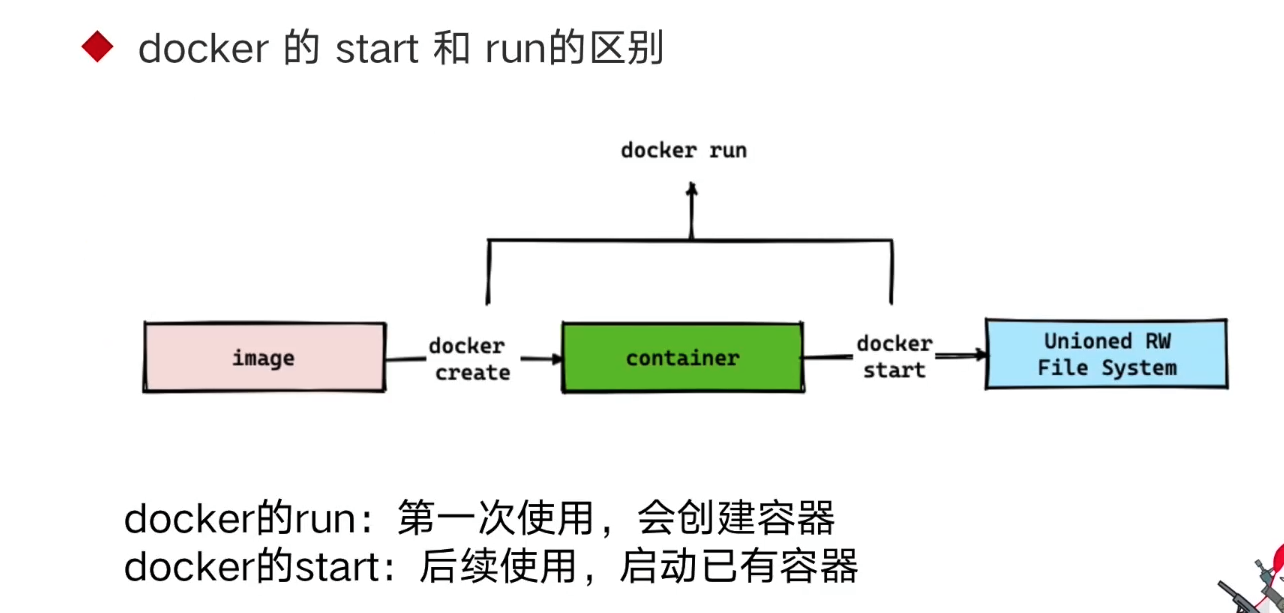 docker 的 start 和 run的区别
docker run
image
docker
create
container
docker
start
Unioned RW
File System
docker的run：第一次使用，会创建容器
docker的start：后续使用，启动已有容器